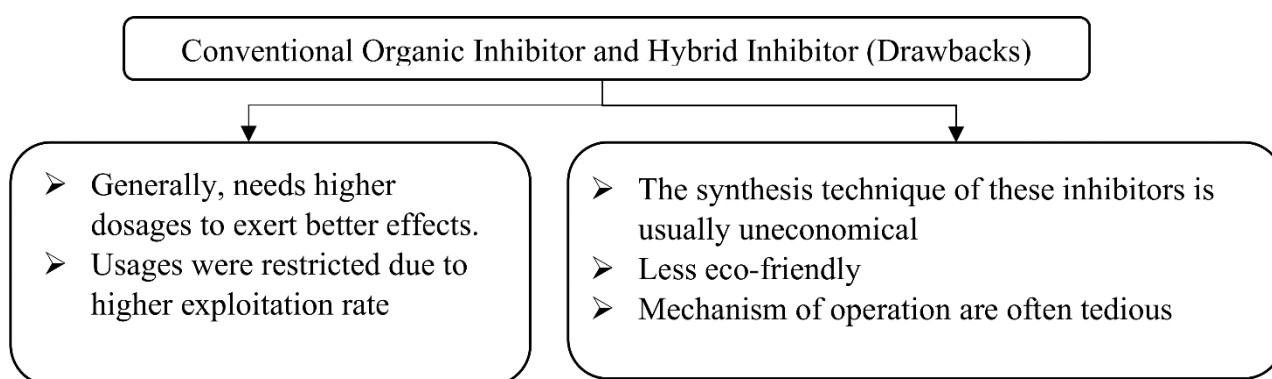 Conventional Organic Inhibitor and Hybrid Inhibitor (Drawbacks)
➢ Generally, needs higher
dosages to exert better effects.
➢ Usages were restricted due to
higher exploitation rate
➢ The synthesis technique of these inhibitors is
usually uneconomical
➢ Less eco-friendly
➢ Mechanism of operation are often tedious